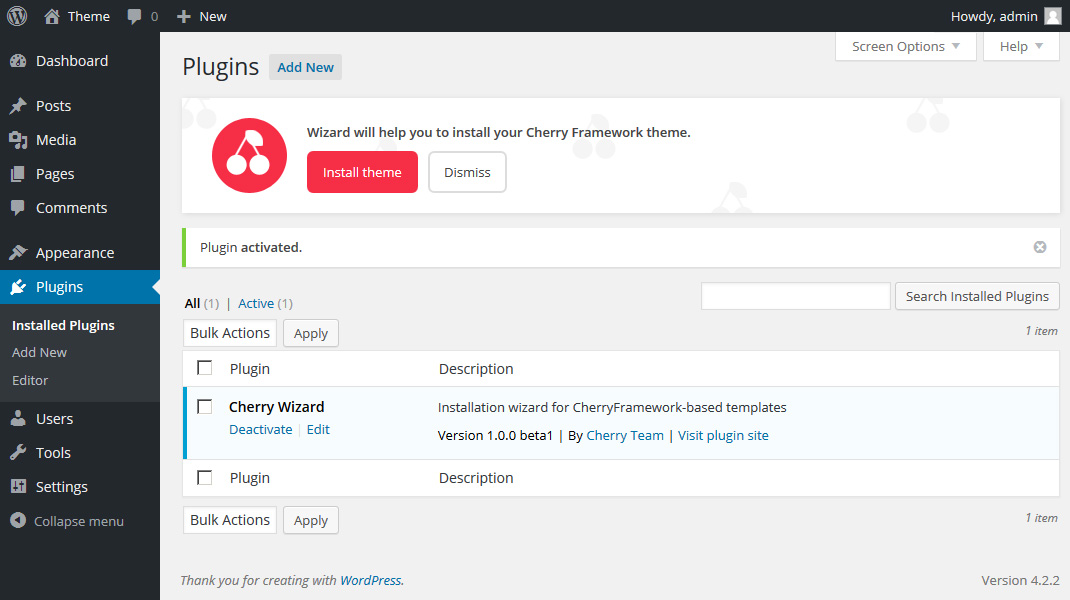 Theme 0 New Howdy, admin
Screen Options Help
Dashboard
Posts
Media
Pages
Comments
Appearance
Plugins
Installed Plugins
Add New
Editor
Users
Tools
Settings
Collapse menu
Plugins Add New
Wizard will help you to install your Cherry Framework theme.
Install theme Dismiss
Plugin activated.
All (1) | Active (1)
Search Installed Plugins
Bulk Actions Apply 1 item
Plugin Description
Cherry Wizard Installation wizard for CherryFramework-based templates
Deactivate | Edit Version 1.0.0 beta1 | By Cherry Team | Visit plugin site
Plugin Description
Bulk Actions Apply 1 item
Thank you for creating with WordPress. Version 4.2.2